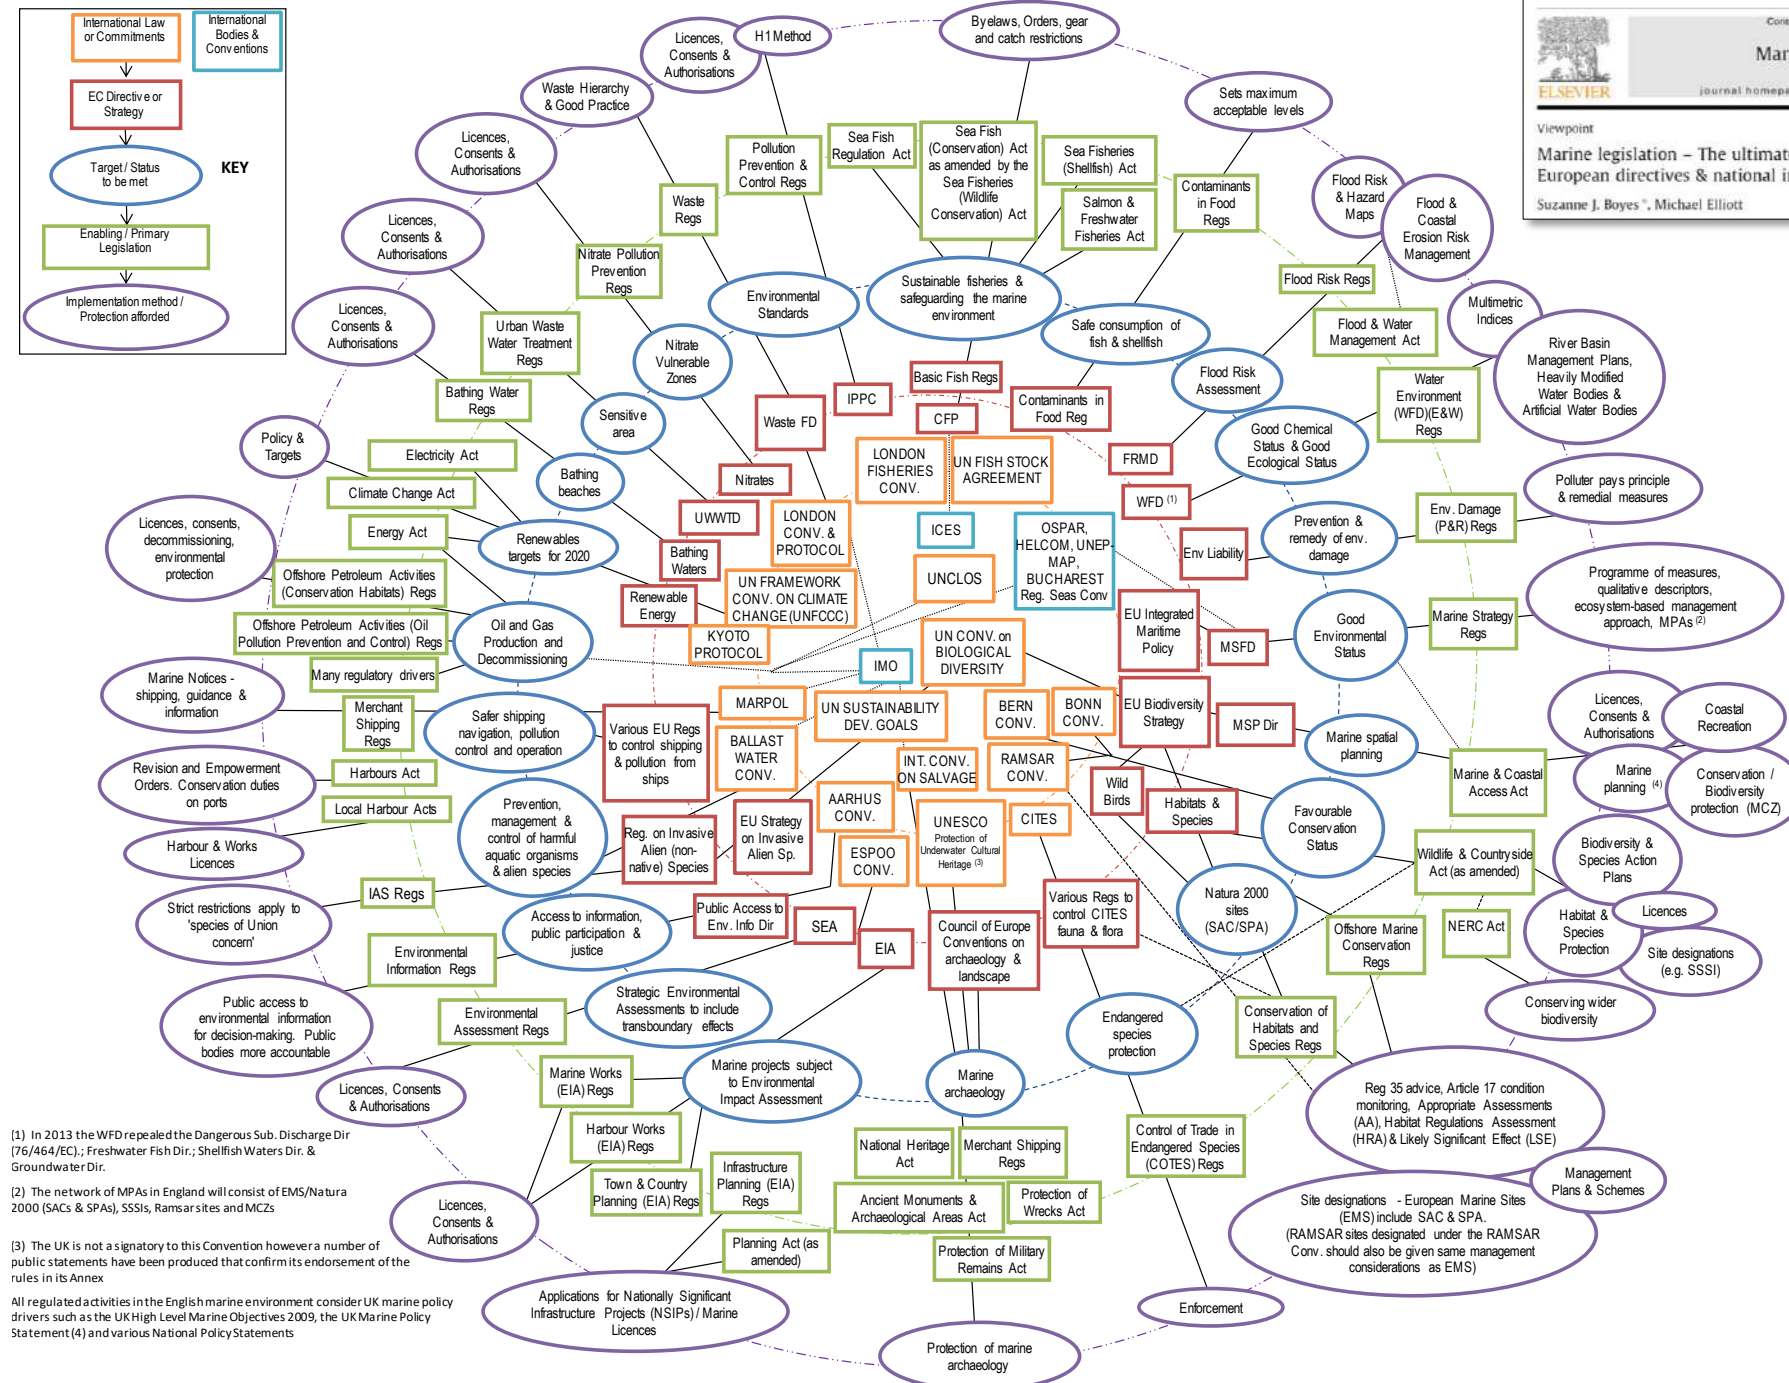 International Law
or Commitments
International
Bodies &
Conventions
EC Directive or
Strategy
Target / Status
to be met
KEY
Enabling / Primary
Legislation
Implementation method /
Protection afforded
ELSEVIER
journal homepa
Viewpoint
Marine legislation – The ultimat
European directives & national i
Suzanne J. Boyes *, Michael Elliott
Licences,
Consents &
Authorisations
H1 Method
Byelaws, Orders, gear
and catch restrictions
Waste Hierarchy
& Good Practice
Sets maximum
acceptable levels
Licences,
Consents &
Authorisations
Pollution
Prevention &
Control Regs
Sea Fish
Regulation Act
Sea Fish
(Conservation) Act
as amended by the
Sea Fisheries
(Wildlife
Conservation) Act
Sea Fisheries
(Shellfish) Act
Salmon &
Freshwater
Fisheries Act
Contaminants
in Food
Regs
Flood Risk
& Hazard
Maps
Flood &
Coastal
Erosion Risk
Management
Waste
Regs
Licences,
Consents &
Authorisations
Nitrate Pollution
Prevention
Regs
Environmental
Standards
Sustainable fisheries &
safeguarding the marine
environment
Flood Risk Regs
Licences,
Consents &
Authorisations
Urban Waste
Water Treatment
Regs
Nitrate
Vulnerable
Zones
Safe consumption of
fish & shellfish
Flood & Water
Management Act
Multimetric
Indices
River Basin
Management Plans,
Heavily Modified
Water Bodies &
Artificial Water Bodies
Bathing Water
Regs
Sensitive
area
Waste FD
IPPC
Basic Fish Regs
CFP
Contaminants in
Food Reg
Flood Risk
Assessment
Water
Environment
(WFD)(E&W)
Regs
Policy &
Targets
Electricity Act
Bathing
beaches
Nitrates
LONDON
FISHERIES
CONV.
UN FISH STOCK
AGREEMENT
FRMD
Good Chemical
Status & Good
Ecological Status
Climate Change Act
UWWTD
LONDON
CONV. &
PROTOCOL
ICES
OSPAR,
HELCOM, UNEP-
MAP,
BUCHAREST
Reg. Seas Conv
WFD (1)
Polluter pays principle
& remedial measures
Licences, consents,
decommissioning,
environmental
protection
Energy Act
Renewables
targets for 2020
Bathing
Waters
Env Liability
Prevention &
remedy of env.
damage
Env. Damage
(P&R) Regs
Offshore Petroleum Activities
(Conservation Habitats) Regs
Renewable
Energy
UN FRAMEWORK
CONV. ON CLIMATE
CHANGE (UNFCCC)
UNCLOS
EU Integrated
Maritime
Policy
Programme of measures,
qualitative descriptors,
ecosystem-based management
approach, MPAs (2)
Offshore Petroleum Activities (Oil
Pollution Prevention and Control) Regs
Oil and Gas
Production and
Decommissioning
KYOTO
PROTOCOL
UN CONV. on
BIOLOGICAL
DIVERSITY
MSFD
Good
Environmental
Status
Marine Strategy
Regs
Many regulatory drivers
IMO
Marine Notices -
shipping, guidance &
information
Merchant
Shipping
Regs
Safer shipping
navigation, pollution
control and operation
Various EU Regs
to control shipping
& pollution from
ships
MARPOL
UN SUSTAINABILITY
DEV. GOALS
BERN
CONV.
BONN
CONV.
EU Biodiversity
Strategy
MSP Dir
Marine spatial
planning
Licences,
Consents &
Authorisations
Coastal
Recreation
Revision and Empowerment
Orders. Conservation duties
on ports
Harbours Act
BALLAST
WATER
CONV.
INT. CONV.
ON SALVAGE
RAMSAR
CONV.
Wild
Birds
Marine & Coastal
Access Act
Marine
planning (4)
Conservation /
Biodiversity
protection (MCZ)
Local Harbour Acts
Prevention,
management &
control of harmful
aquatic organisms
& alien species
AARHUS
CONV.
UNESCO
Protection of
Underwater Cultural
Heritage (3)
CITES
Habitats &
Species
Favourable
Conservation
Status
Harbour & Works
Licences
Reg. on Invasive
Alien (non-
native) Species
EU Strategy
on Invasive
Alien Sp.
ESPOO
CONV.
Wildlife & Countryside
Act (as amended)
Biodiversity &
Species Action
Plans
Strict restrictions apply to
'species of Union
concern'
IAS Regs
Access to information,
public participation &
justice
Public Access to
Env. Info Dir
SEA
EIA
Council of Europe
Conventions on
archaeology &
landscape
Various Regs to
control CITES
fauna & flora
Natura 2000
sites
(SAC/SPA)
Offshore Marine
Conservation
Regs
NERC Act
Habitat &
Species
Protection
Licences
Site designations
(e.g. SSSI)
Environmental
Information Regs
Public access to
environmental information
for decision-making. Public
bodies more accountable
Environmental
Assessment Regs
Strategic Environmental
Assessments to include
transboundary effects
Endangered
species
protection
Conservation of
Habitats and
Species Regs
Conserving wider
biodiversity
Licences, Consents
& Authorisations
Marine Works
(EIA) Regs
Marine projects subject
to Environmental
Impact Assessment
Marine
archaeology
Reg 35 advice, Article 17 condition
monitoring, Appropriate Assessments
(AA), Habitat Regulations Assessment
(HRA) & Likely Significant Effect (LSE)
Harbour Works
(EIA) Regs
National Heritage
Act
Merchant Shipping
Regs
Control of Trade in
Endangered Species
(COTES) Regs
Town & Country
Planning (EIA) Regs
Infrastructure
Planning (EIA)
Regs
Ancient Monuments &
Archaeological Areas Act
Protection of
Wrecks Act
Management
Plans & Schemes
Licences,
Consents &
Authorisations
Planning Act (as
amended)
Protection of Military
Remains Act
Site designations - European Marine Sites
(EMS) include SAC & SPA.
(RAMSAR sites designated under the RAMSAR
Conv. should also be given same management
considerations as EMS)
Applications for Nationally Significant
Infrastructure Projects (NSIPs) / Marine
Licences
Enforcement
Protection of marine
archaeology
(1) In 2013 the WFD repealed the Dangerous Sub. Discharge Dir
(76/464/EC).; Freshwater Fish Dir.; Shellfish Waters Dir. &
Groundwater Dir.
(2) The network of MPAs in England will consist of EMS/Natura
2000 (SACs & SPAs), SSSIs, Ramsar sites and MCZs
(3) The UK is not a signatory to this Convention however a number of
public statements have been produced that confirm its endorsement of the
rules in its Annex
All regulated activities in the English marine environment consider UK marine policy
drivers such as the UK High Level Marine Objectives 2009, the UK Marine Policy
Statement (4) and various National Policy Statements